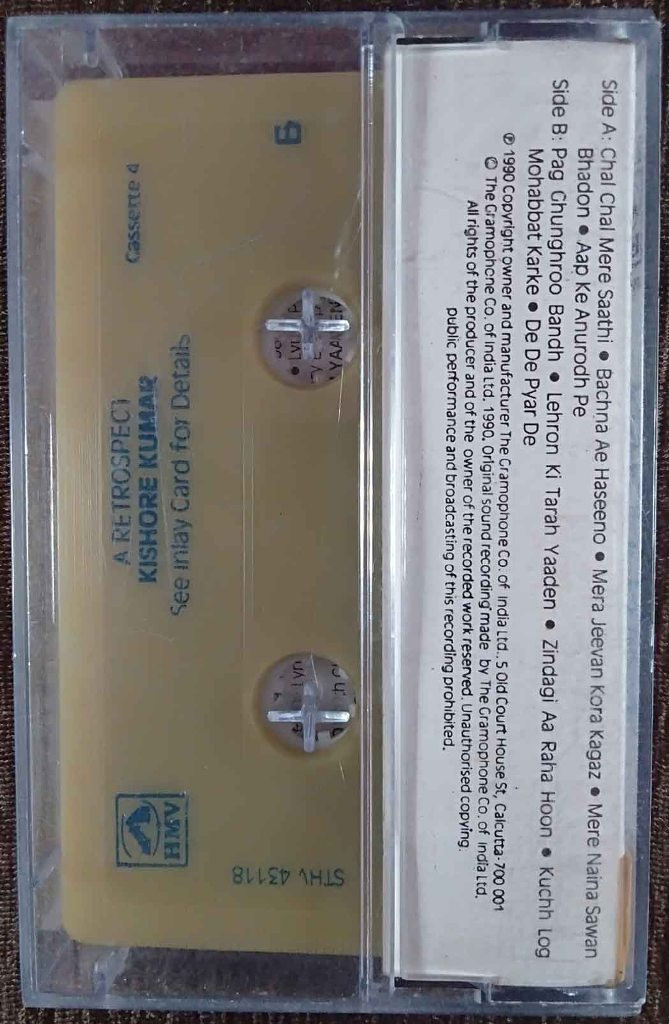 Side A: Chal Chal Mere Saathi • Bachna Ae Haseeno • Mera Jeevan Kora Kagaz • Mere Naina Sawan
Bhadon • Aap Ke Anurodh Pe
Side B: Pag Chunghroo Bandh • Lehron Ki Tarah Yaaden • Zindagi Aa Raha Hoon • Kuchh Log
Mohabbat Karke • De De Pyar De
℗ 1990 Copyright owner and manufacturer The Gramophone Co. of India Ltd., 5 Old Court House St, Calcutta-700 001
© The Gramophone Co. of India Ltd. 1990. Original sound recording made by The Gramophone Co. of India Ltd.
All rights of the producer and of the owner of the recorded work reserved. Unauthorised copying.
public performance and broadcasting of this recording prohibited.
B
Cassette 4
A RETROSPECT
KISHORE KUMAR
See Inlay Card for Details
HMV
43118